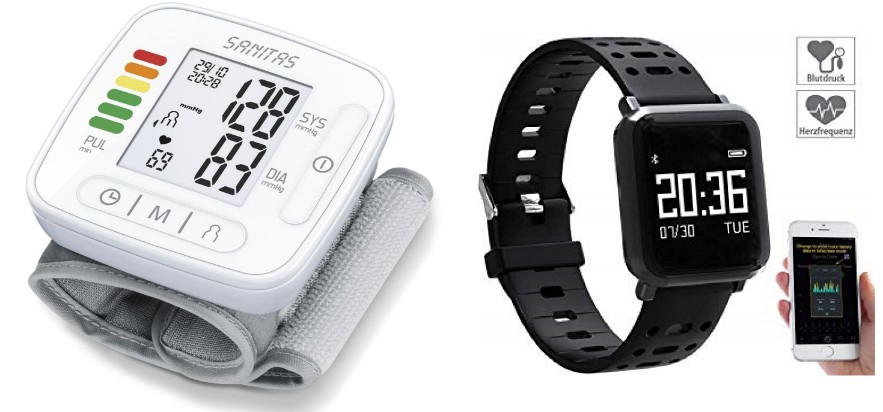 SANITAS
29/10
20:28
mmHg
128
SYS
mmHg
83
DIA
mmHg
PUL
min
69
M
20:36
07/30 TUE
Blutdruck
Herzfrequenz